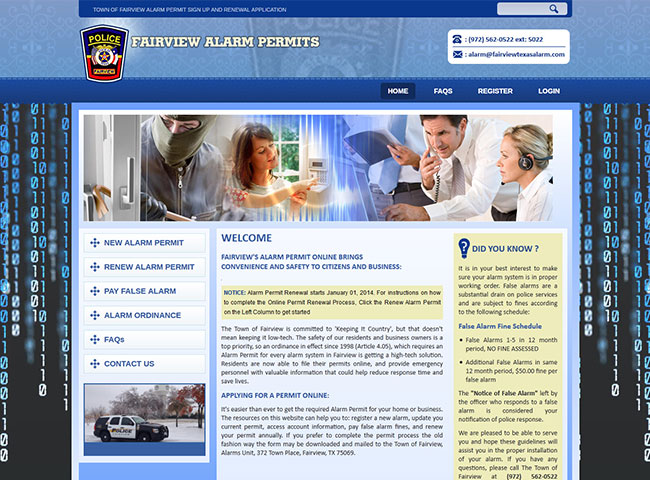 TOWN OF FAIRVIEW ALARM PERMIT SIGN UP AND RENEWAL APPLICATION
POLICE
FAIRVIEW
FAIRVIEW ALARM PERMITS
: (972) 562-0522 ext: 5022
: alarm@fairviewtexasalarm.com
HOME FAQS REGISTER LOGIN
NEW ALARM PERMIT
RENEW ALARM PERMIT
PAY FALSE ALARM
ALARM ORDINANCE
FAQs
CONTACT US
POLICE
WELCOME
FAIRVIEW'S ALARM PERMIT ONLINE BRINGS
CONVENIENCE AND SAFETY TO CITIZENS AND BUSINESS:
NOTICE: Alarm Permit Renewal starts January 01, 2014. For instructions on how
to complete the Online Permit Renewal Process, Click the Renew Alarm Permit
on the Left Column to get started
The Town of Fairview is committed to 'Keeping It Country', but that doesn't
mean keeping it low-tech. The safety of our residents and business owners is a
top priority, so an ordinance in effect since 1998 (Article 4.05), which requires an
Alarm Permit for every alarm system in Fairview is getting a high-tech solution.
Residents are now able to file their permits online, and provide emergency
personnel with valuable information that could help reduce response time and
save lives.
APPLYING FOR A PERMIT ONLINE:
It's easier than ever to get the required Alarm Permit for your home or business.
The resources on this website can help you to: register a new alarm, update you
current permit, access account information, pay false alarm fines, and renew
your permit annually. If you prefer to complete the permit process the old
fashion way the form may be downloaded and mailed to the Town of Fairview,
Alarms Unit, 372 Town Place, Fairview, TX 75069.
DID YOU KNOW ?
It is in your best interest to make
sure your alarm system is in proper
working order. False alarms are a
substantial drain on police services
and are subject to fines according to
the following schedule:
False Alarm Fine Schedule
• False Alarms 1-5 in 12 month
period, NO FINE ASSESSED
• Additional False Alarms in same
12 month period, $50.00 fine per
false alarm
The "Notice of False Alarm" left by
the officer who responds to a false
alarm is considered your
notification of police response.
We are pleased to be able to serve
you and hope these guidelines will
assist you in the proper installation
of your alarm. If you have any
questions, please call The Town of
Fairview at (972) 562-0522